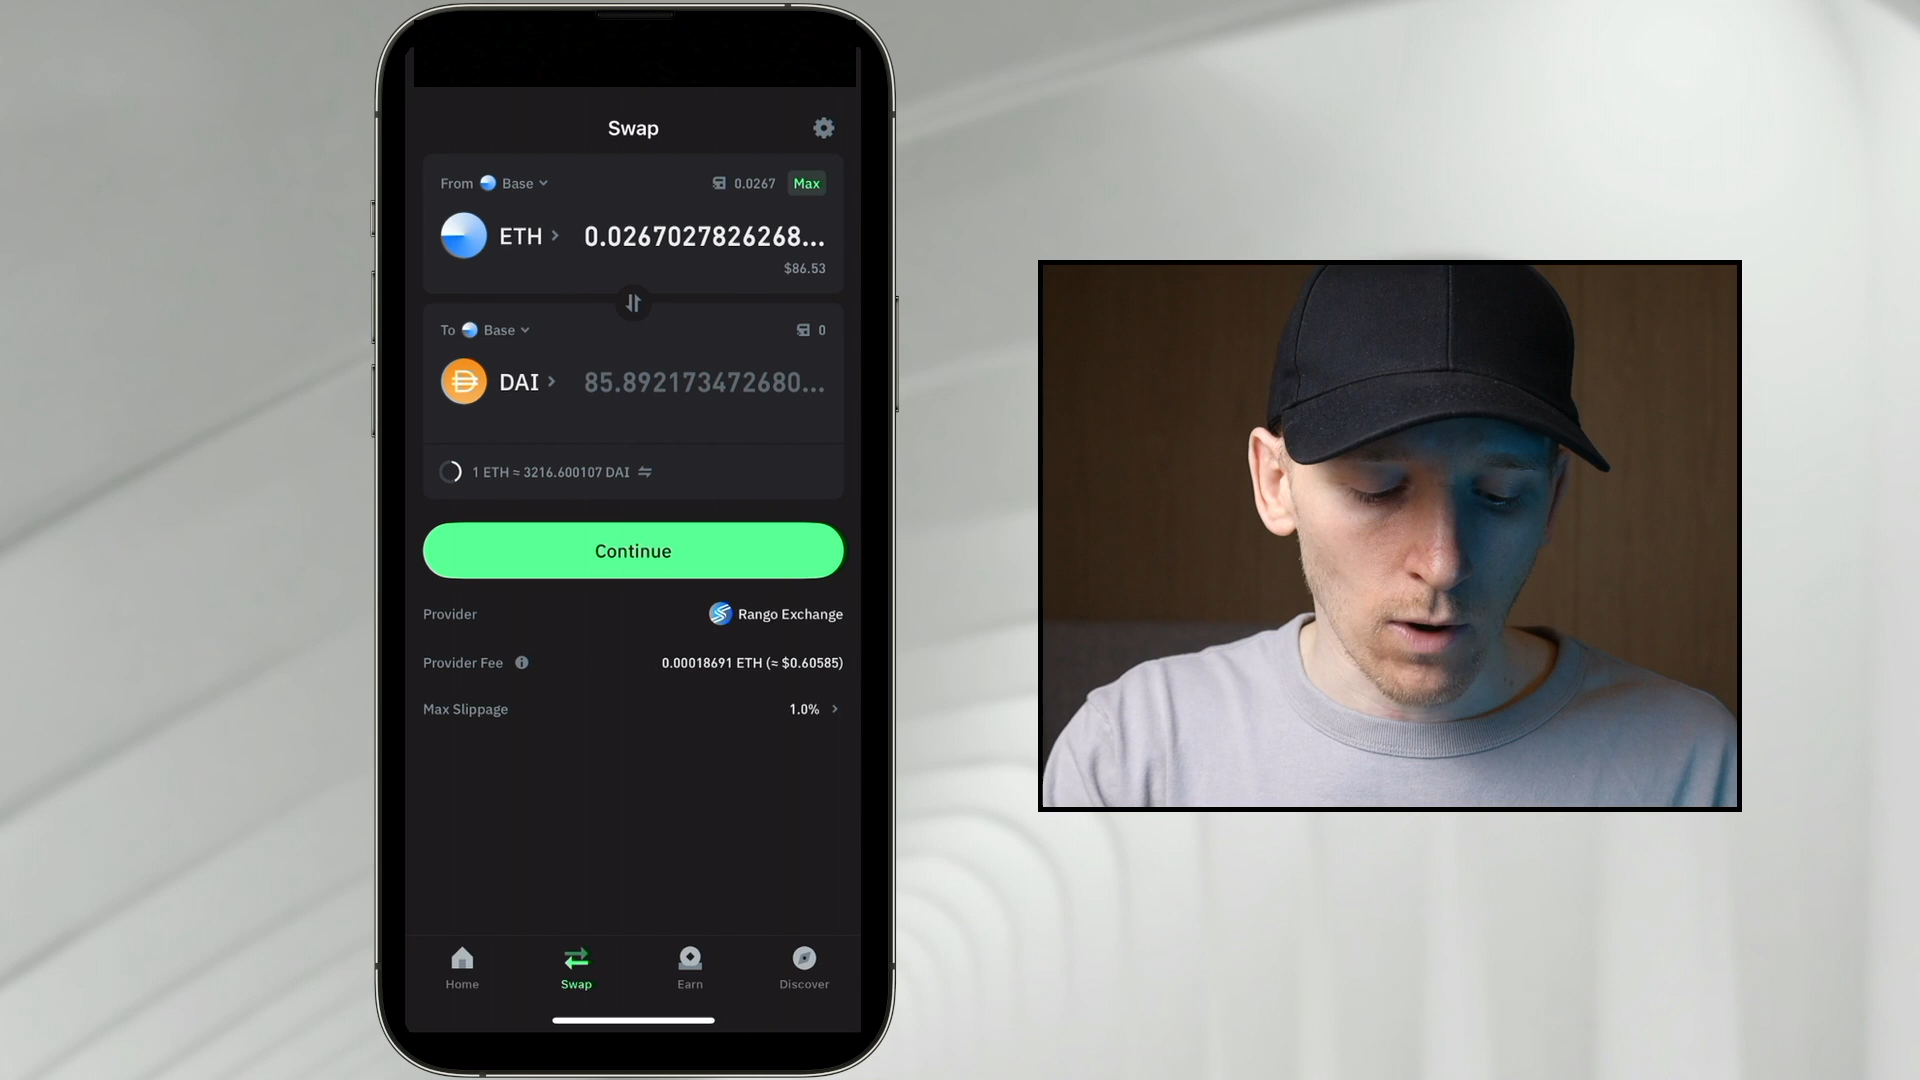 Swap
From Base 0.0267 Max
ETH 0.0267027826268...
$86.53
To Base 0
DAI 85.892173472680...
1 ETH ≈ 3216.600107 DAI
Continue
Provider Rango Exchange
Provider Fee 0.00018691 ETH (≈ $0.60585)
Max Slippage 1.0%
Home Swap Earn Discover